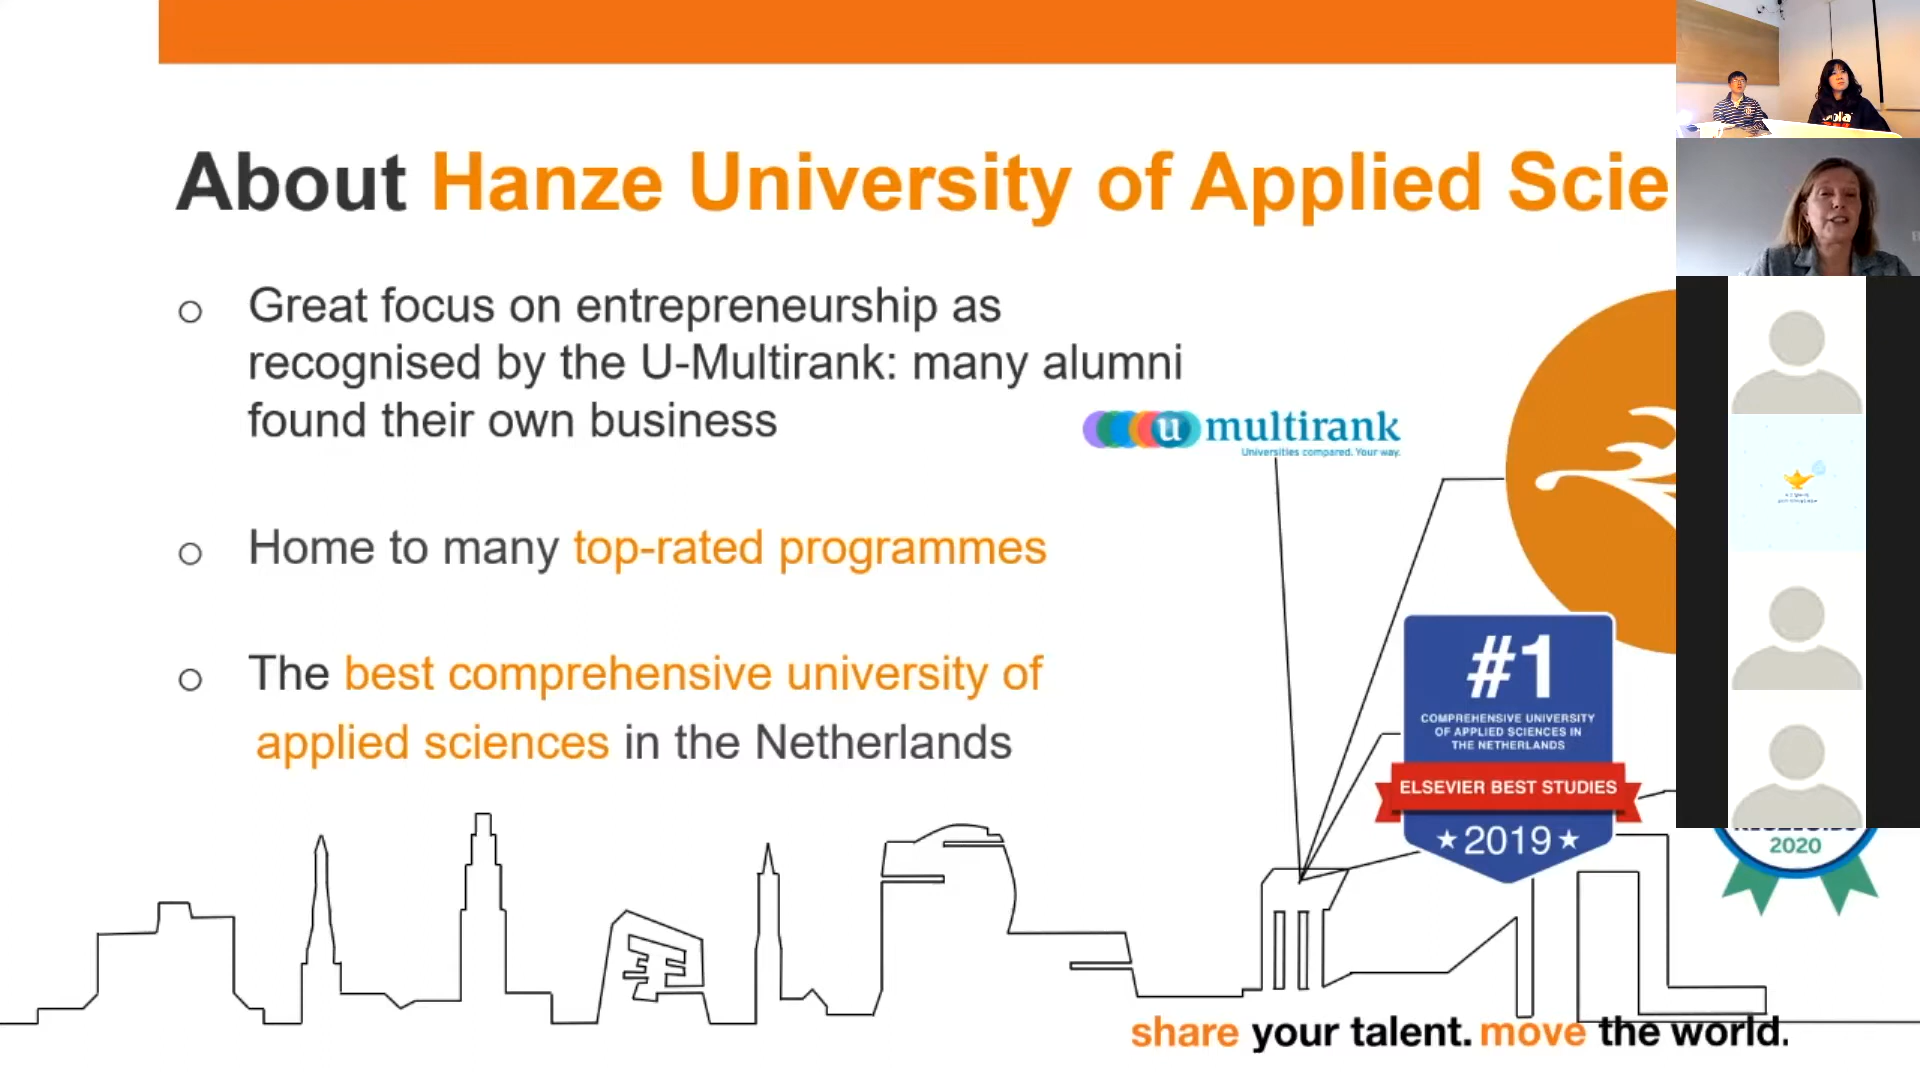 About Hanze University of Applied Scie
Great focus on entrepreneurship as
recognised by the U-Multirank: many alumni
found their own business
u multirank
Universities compared. Your way.
Home to many top-rated programmes
The best comprehensive university of
applied sciences in the Netherlands
#1
COMPREHENSIVE UNIVERSITY
OF APPLIED SCIENCES IN
THE NETHERLANDS
ELSEVIER BEST STUDIES
2019
2020
share your talent. move the world.